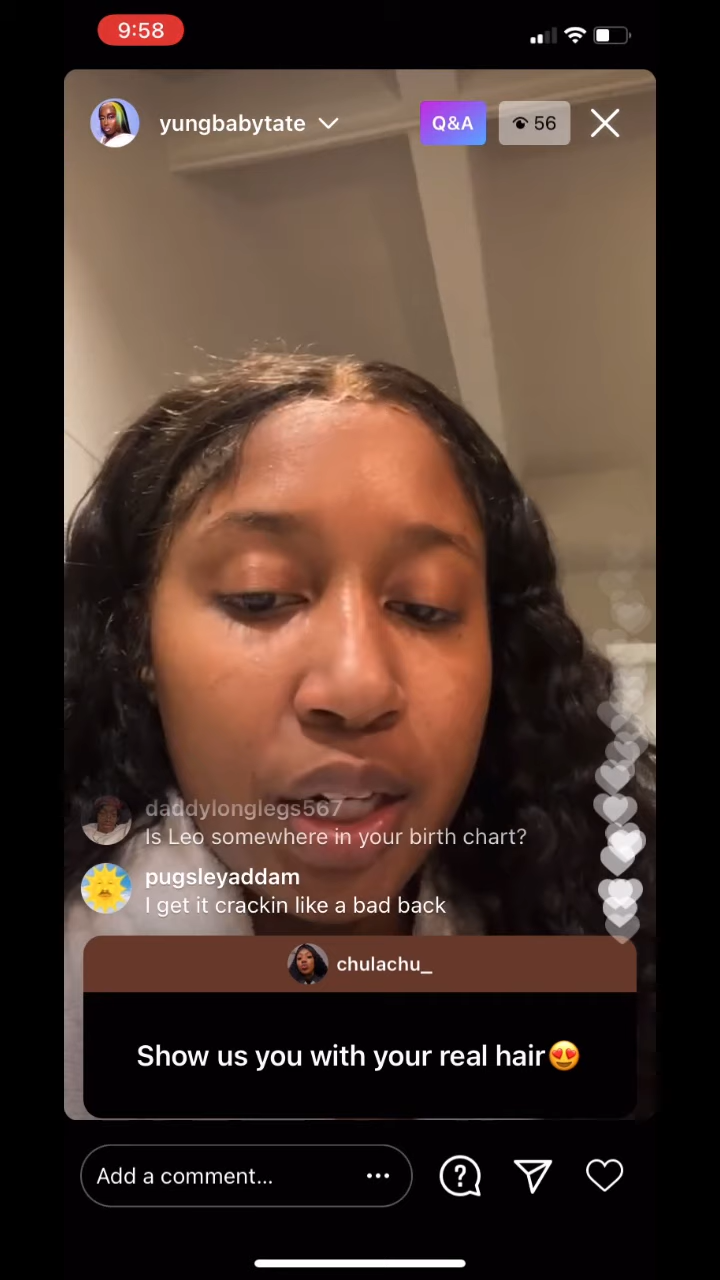 9:58
yungbabytate
Q&A
56
daddylonglegs567
Is Leo somewhere in your birth chart?
pugsleyaddam
I get it crackin like a bad back
chulachu_
Show us you with your real hair😍
Add a comment...